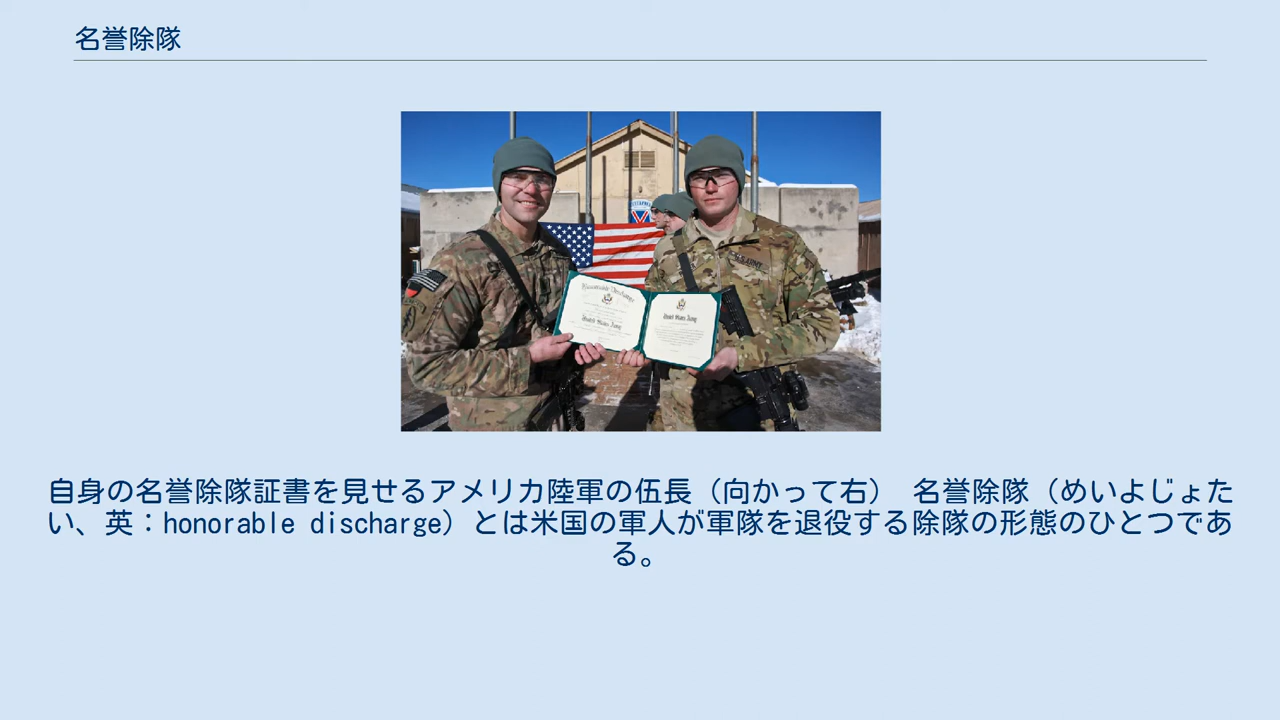 名誉除隊
Honorable Discharge
U.S. ARMY
自身の名誉除隊証書を見せるアメリカ陸軍の伍長（向かって右） 名誉除隊（めいよじょた
い、英：honorable discharge）とは米国の軍人が軍隊を退役する除隊の形態のひとつであ
る。